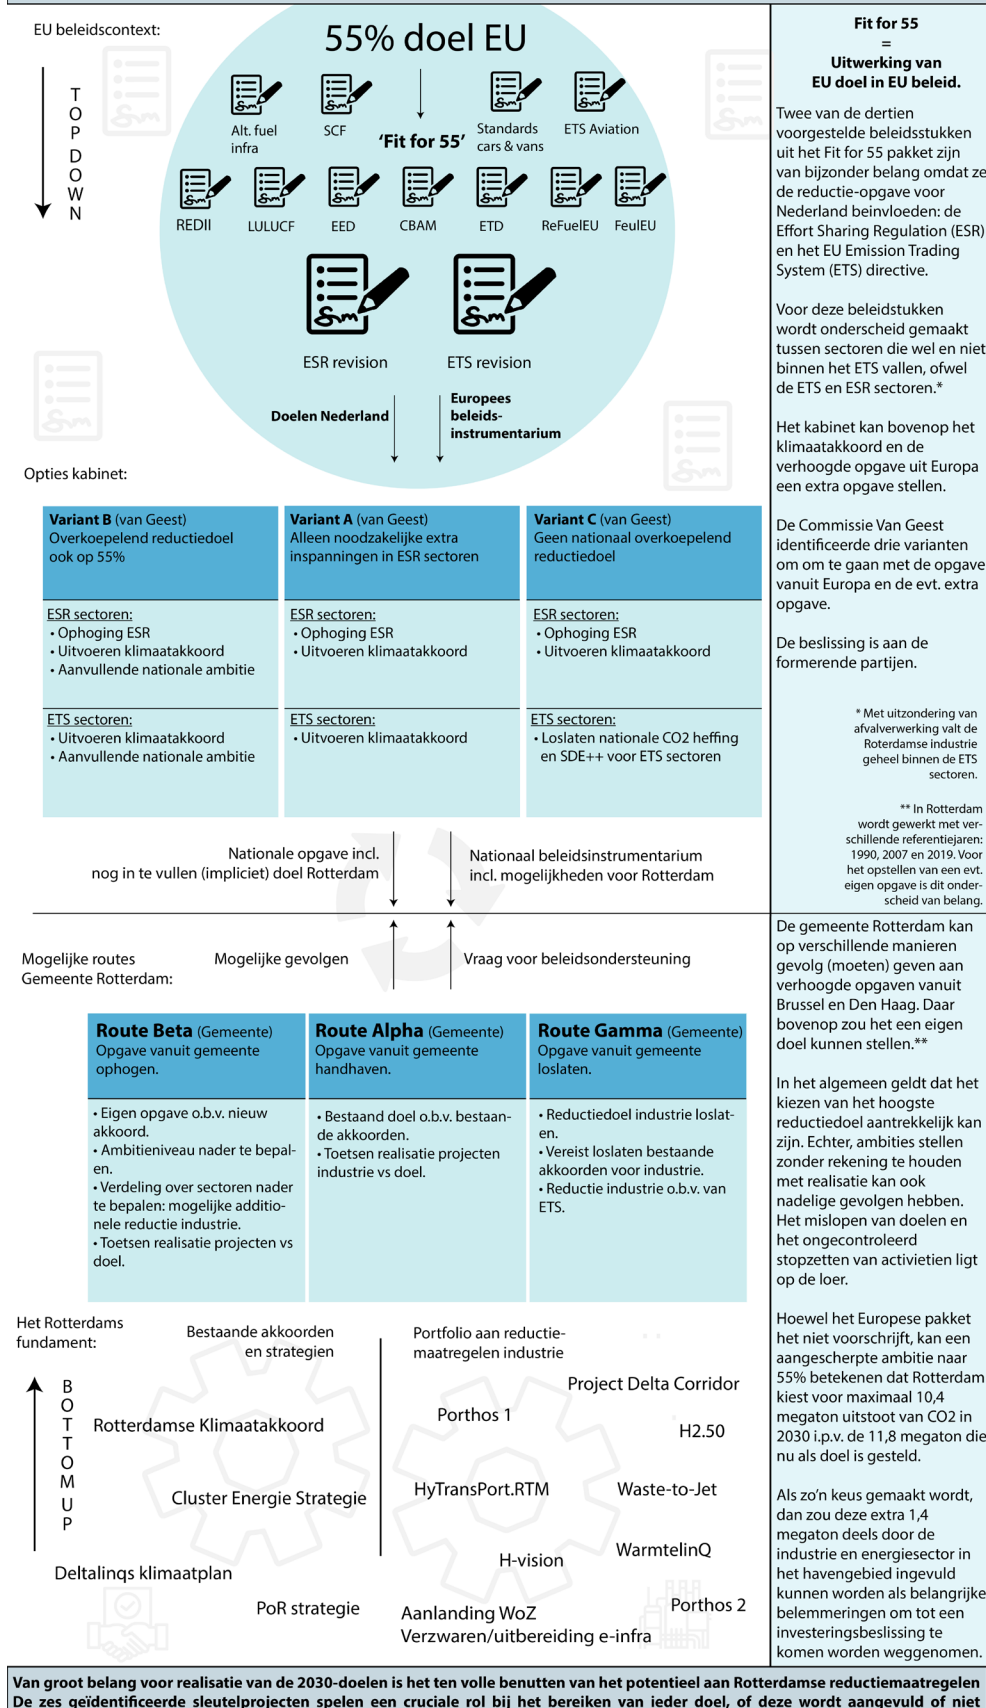 EU beleidscontext:
TOP DOWN
55% doel EU
Alt. fuel
infra
SCF
'Fit for 55'
Standards
cars & vans
ETS Aviation
REDII
LULUCF
EED
CBAM
ETD
ReFuelEU
FeulEU
ESR revision
ETS revision
Doelen Nederland
Europees
beleids-
instrumentarium
Opties kabinet:
Variant B (van Geest)
Overkoepelend reductiedoel
ook op 55%
ESR sectoren:
• Ophoging ESR
• Uitvoeren klimaatakkoord
• Aanvullende nationale ambitie
ETS sectoren:
• Uitvoeren klimaatakkoord
• Aanvullende nationale ambitie
Variant A (van Geest)
Alleen noodzakelijke extra
inspanningen in ESR sectoren
ESR sectoren:
• Ophoging ESR
• Uitvoeren klimaatakkoord
ETS sectoren:
• Uitvoeren klimaatakkoord
Variant C (van Geest)
Geen nationaal overkoepelend
reductiedoel
ESR sectoren:
• Ophoging ESR
• Uitvoeren klimaatakkoord
ETS sectoren:
• Loslaten nationale CO2 heffing
en SDE++ voor ETS sectoren
Nationale opgave incl.
nog in te vullen (impliciet) doel Rotterdam
Nationaal beleidsinstrumentarium
incl. mogelijkheden voor Rotterdam
Mogelijke routes
Gemeente Rotterdam:
Mogelijke gevolgen
Vraag voor beleidsondersteuning
Route Beta (Gemeente)
Opgave vanuit gemeente
ophogen.
• Eigen opgave o.b.v. nieuw
akkoord.
• Ambitieniveau nader te bepal-
en.
• Verdeling over sectoren nader
te bepalen: mogelijke additio-
nele reductie industrie.
• Toetsen realisatie projecten vs
doel.
Route Alpha (Gemeente)
Opgave vanuit gemeente
handhaven.
• Bestaand doel o.b.v. bestaan-
de akkoorden.
• Toetsen realisatie projecten
industrie vs doel.
Route Gamma (Gemeente)
Opgave vanuit gemeente
loslaten.
• Reductiedoel industrie loslat-
en.
• Vereist loslaten bestaande
akkoorden voor industrie.
• Reductie industrie o.b.v. van
ETS.
Het Rotterdams
fundament:
BOTTOM UP
Bestaande akkoorden
en strategien
Rotterdamse Klimaatakkoord
Cluster Energie Strategie
Deltalinqs klimaatplan
PoR strategie
Portfolio aan reductie-
maatregelen industrie
Project Delta Corridor
Porthos 1
H2.50
HyTransPort.RTM
Waste-to-Jet
H-vision
WarmtelinQ
Porthos 2
Aanlanding WoZ
Verzwaren/uitbereiding e-infra
Fit for 55
=
Uitwerking van
EU doel in EU beleid.
Twee van de dertien
voorgestelde beleidsstukken
uit het Fit for 55 pakket zijn
van bijzonder belang omdat ze
de reductie-opgave voor
Nederland beinvloeden: de
Effort Sharing Regulation (ESR)
en het EU Emission Trading
System (ETS) directive.
Voor deze beleidstukken
wordt onderscheid gemaakt
tussen sectoren die wel en niet
binnen het ETS vallen, ofwel
de ETS en ESR sectoren.*
Het kabinet kan bovenop het
klimaatakkoord en de
verhoogde opgave uit Europa
een extra opgave stellen.
De Commissie Van Geest
identificeerde drie varianten
om om te gaan met de opgave
vanuit Europa en de evt. extra
opgave.
De beslissing is aan de
formerende partijen.
* Met uitzondering van
afvalverwerking valt de
Roterdamse industrie
geheel binnen de ETS
sectoren.
** In Rotterdam
wordt gewerkt met ver-
schillende referentiejaren:
1990, 2007 en 2019. Voor
het opstellen van een evt.
eigen opgave is dit onder-
scheid van belang.
De gemeente Rotterdam kan
op verschillende manieren
gevolg (moeten) geven aan
verhoogde opgaven vanuit
Brussel en Den Haag. Daar
bovenop zou het een eigen
doel kunnen stellen.**
In het algemeen geldt dat het
kiezen van het hoogste
reductiedoel aantrekkelijk kan
zijn. Echter, ambities stellen
zonder rekening te houden
met realisatie kan ook
nadelige gevolgen hebben.
Het mislopen van doelen en
het ongecontroleerd
stopzetten van activietien ligt
op de loer.
Hoewel het Europese pakket
het niet voorschrijft, kan een
aangescherpte ambitie naar
55% betekenen dat Rotterdam
kiest voor maximaal 10,4
megaton uitstoot van CO2 in
2030 i.p.v. de 11,8 megaton die
nu als doel is gesteld.
Als zo'n keus gemaakt wordt,
dan zou deze extra 1,4
megaton deels door de
industrie en energiesector in
het havengebied ingevuld
kunnen worden als belangrijke
belemmeringen om tot een
investeringsbeslissing te
komen worden weggenomen.
Van groot belang voor realisatie van de 2030-doelen is het ten volle benutten van het potentieel aan Rotterdamse reductiemaatregelen
De zes geïdentificeerde sleutelprojecten spelen een cruciale rol bij het bereiken van ieder doel, of deze wordt aangevuld of niet